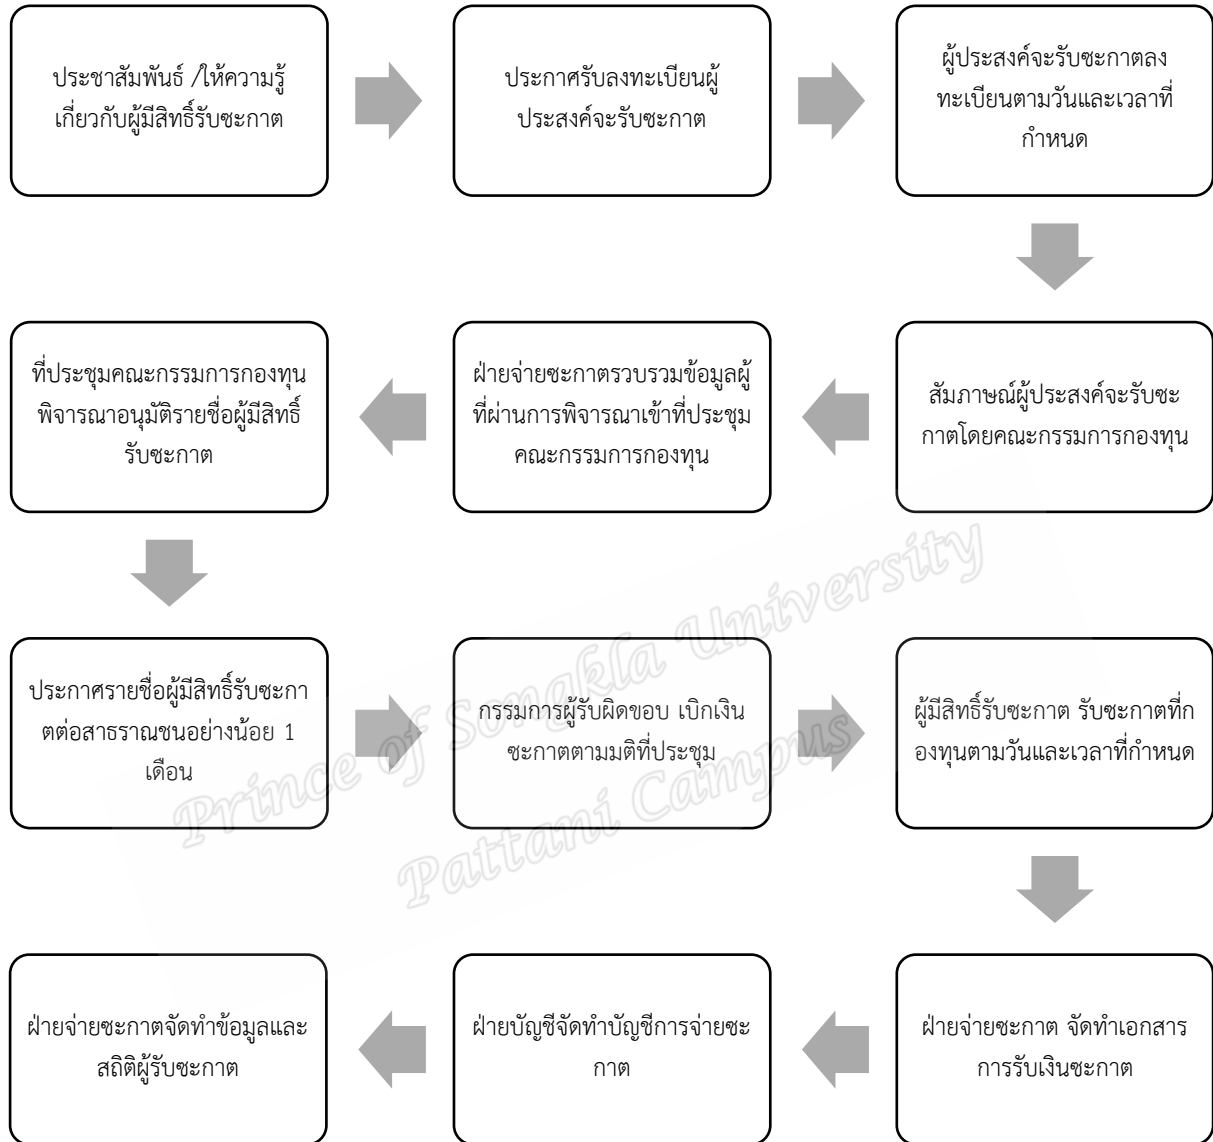 ประชาสัมพันธ์ /ให้ความรู้
เกี่ยวกับผู้มีสิทธิ์รับซะกาต
ประกาศรับลงทะเบียนผู้
ประสงค์จะรับซะกาต
ผู้ประสงค์จะรับซะกาตลง
ทะเบียนตามวันและเวลาที่
กำหนด
สัมภาษณ์ผู้ประสงค์จะรับซะ
กาตโดยคณะกรรมการกองทุน
ฝ่ายจ่ายซะกาตรวบรวมข้อมูลผู้
ที่ผ่านการพิจารณาเข้าที่ประชุม
คณะกรรมการกองทุน
ที่ประชุมคณะกรรมการกองทุน
พิจารณาอนุมัติรายชื่อผู้มีสิทธิ์
รับซะกาต
ประกาศรายชื่อผู้มีสิทธิ์รับซะกา
ตต่อสาธราณชนอย่างน้อย 1
เดือน
กรรมการผู้รับผิดขอบ เบิกเงิน
ซะกาตตามมติที่ประชุม
ผู้มีสิทธิ์รับซะกาต รับซะกาตที่ก
องทุนตามวันและเวลาที่กำหนด
ฝ่ายจ่ายซะกาต จัดทำเอกสาร
การรับเงินซะกาต
ฝ่ายบัญชีจัดทำบัญชีการจ่ายซะ
กาต
ฝ่ายจ่ายซะกาตจัดทำข้อมูลและ
สถิติผู้รับซะกาต
Prince of Songkla University
Pattani Campus